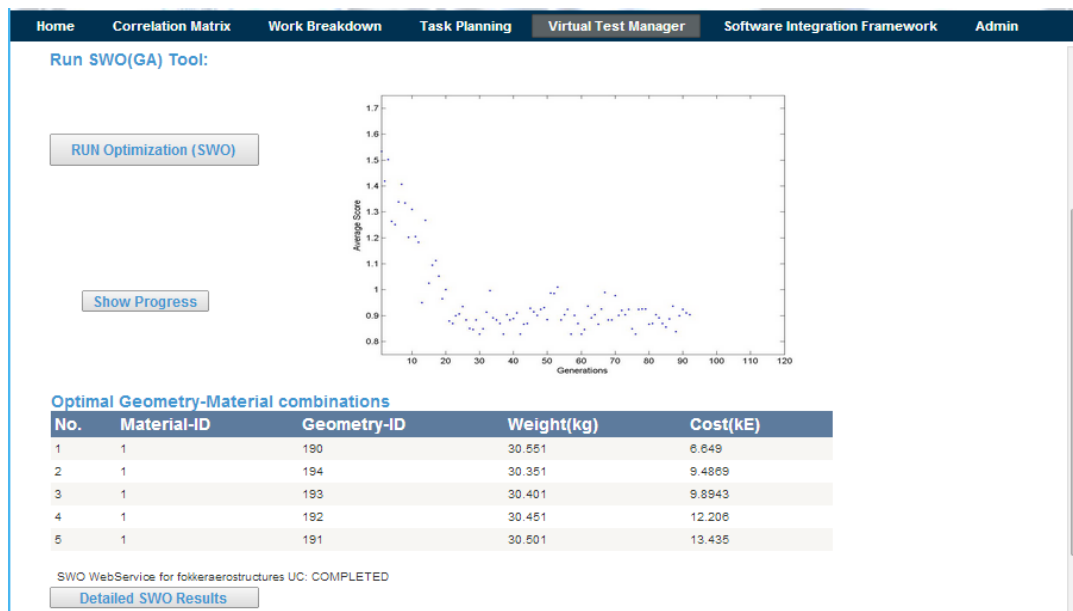 Home Correlation Matrix Work Breakdown Task Planning Virtual Test Manager Software Integration Framework Admin
Run SWO(GA) Tool:
RUN Optimization (SWO)
Show Progress
1.7
1.6
1.5
1.4
1.3
1.2
1.1
1
0.9
0.8
Average Score
10 20 30 40 50 60 70 80 90 100 110 120
Generations
Optimal Geometry-Material combinations
No. Material-ID Geometry-ID Weight(kg) Cost(kE)
1 1 190 30.551 6.649
2 1 194 30.351 9.4869
3 1 193 30.401 9.8943
4 1 192 30.451 12.206
5 1 191 30.501 13.435
SWO WebService for fokkeraerostructures UC: COMPLETED
Detailed SWO Results